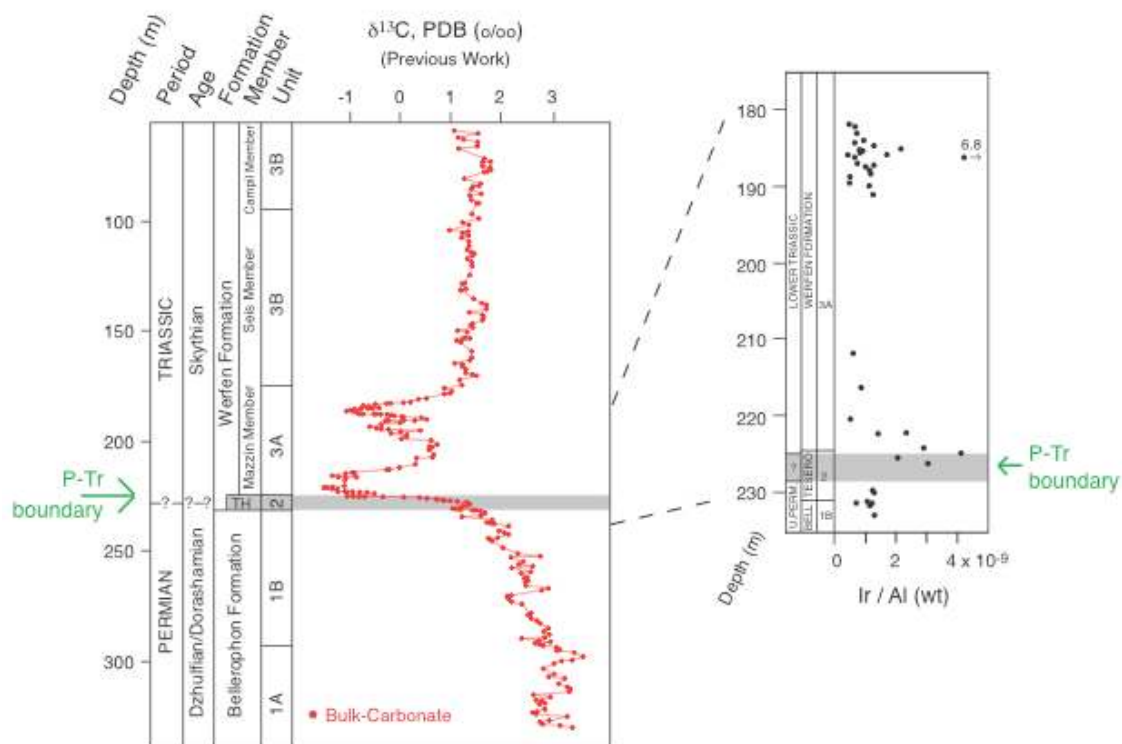 δ¹³C, PDB (o/oo)
(Previous Work)
Depth (m)
Period
Age
Formation
Member
Unit
-1 0 1 2 3
100
150
200
250
300
TRIASSIC
PERMIAN
-?-
Skythian
-?-?
Dzhulfian/Dorashamian
Werfen Formation
Bellerophon Formation
Campil Member
Seis Member
Mazzin Member
TH
3B
3B
3A
2
1B
1A
Bulk-Carbonate
P-Tr
boundary
180
190
200
210
220
230
Depth (m)
LOWER TRIASSIC
?
U.PERM
WERFEN FORMATION
TESERO
BELL
3A
2
1B
6.8
→
0 2 4 x 10⁻⁹
Ir / Al (wt)
P-Tr
boundary